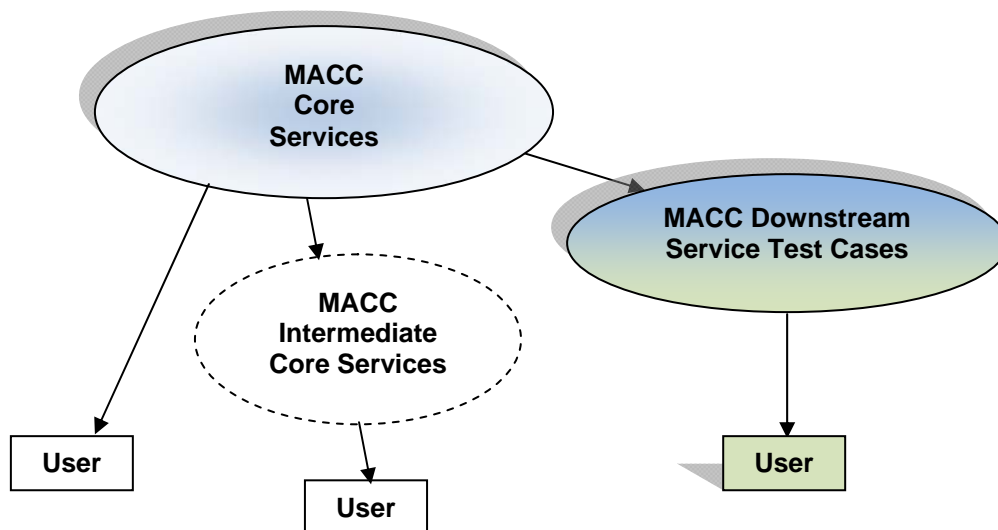 MACC
Core
Services
MACC Downstream
Service Test Cases
MACC
Intermediate
Core Services
User
User
User